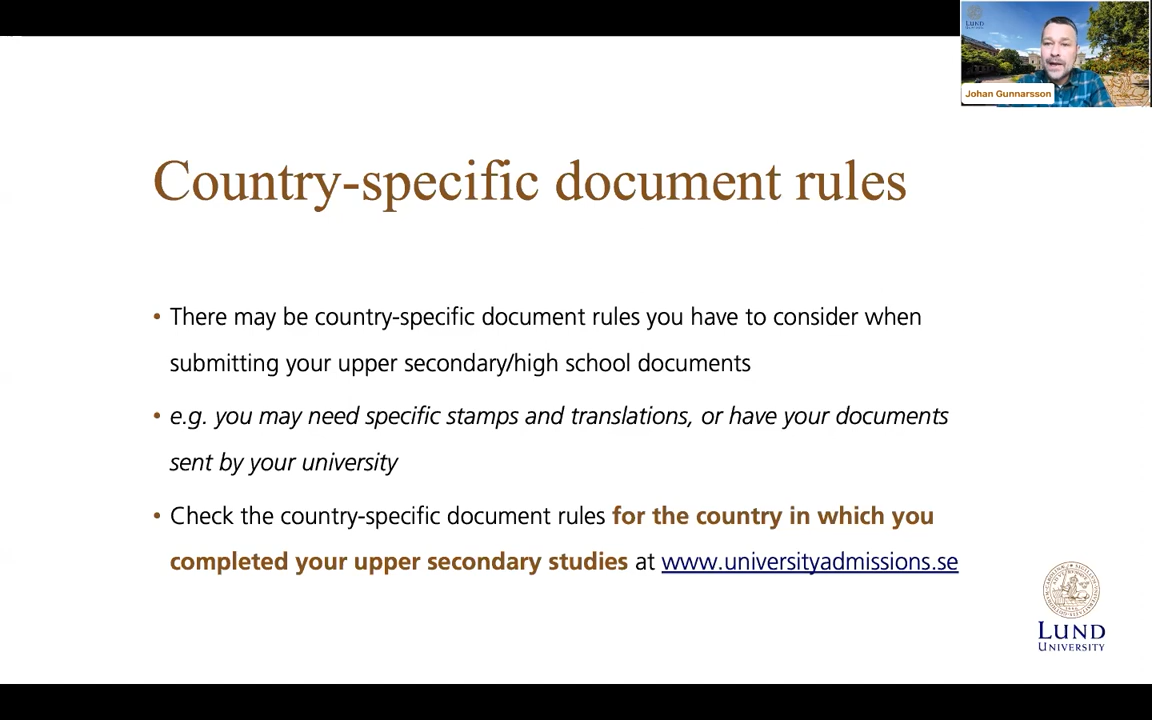 LUND
Johan Gunnarsson
Country-specific document rules
• There may be country-specific document rules you have to consider when
submitting your upper secondary/high school documents
• e.g. you may need specific stamps and translations, or have your documents
sent by your university
• Check the country-specific document rules for the country in which you
completed your upper secondary studies at www.universityadmissions.se
LUND
UNIVERSITY